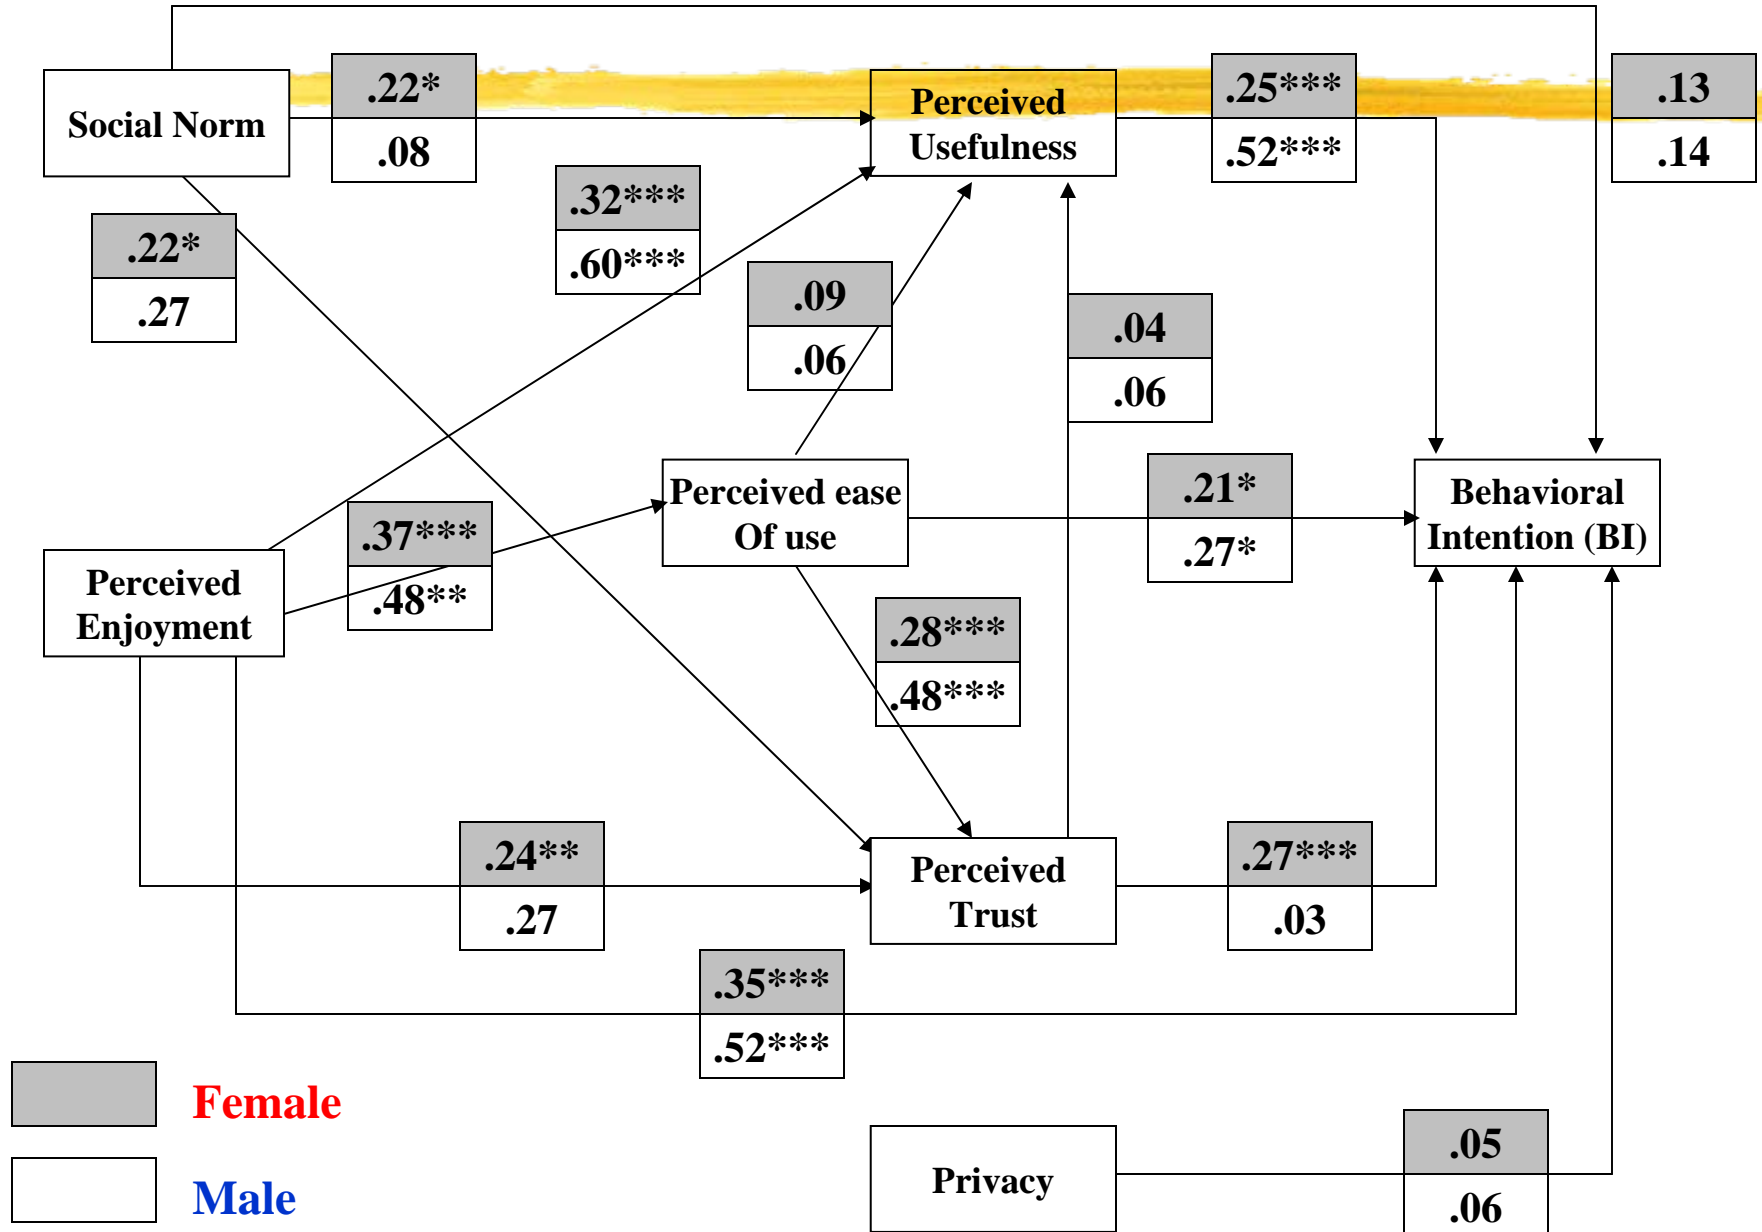 .22*
.08
Social Norm
Perceived
Usefulness
.25***
.52***
.13
.14
.32***
.60***
.22*
.27
.09
.06
.04
.06
Perceived ease
Of use
.21*
.27*
Behavioral
Intention (BI)
.37***
.48**
Perceived
Enjoyment
.28***
.48***
.24**
.27
Perceived
Trust
.27***
.03
.35***
.52***
Female
Male
Privacy
.05
.06